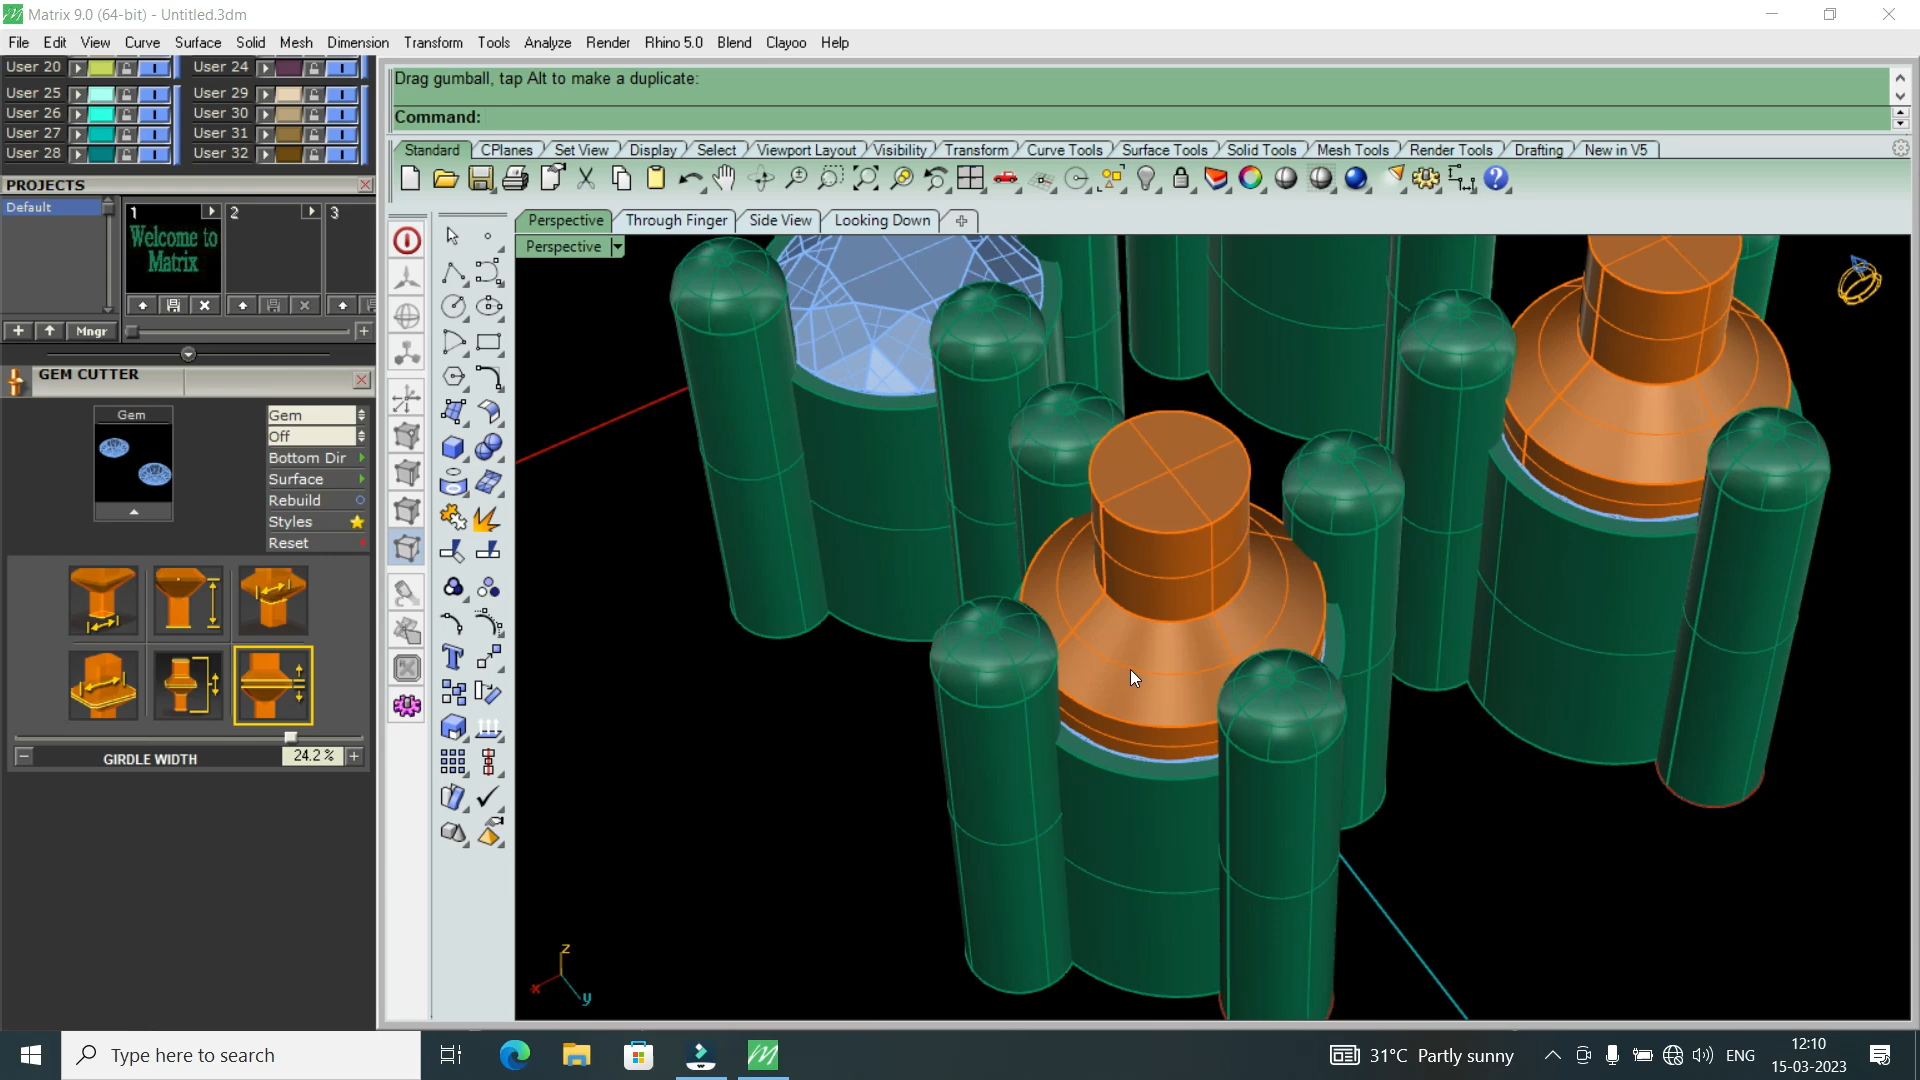 Matrix 9.0 (64-bit) - Untitled.3dm
File Edit View Curve Surface Solid Mesh Dimension Transform Tools Analyze Render Rhino 5.0 Blend Clayoo Help
User 20 User 24
User 25 User 29
User 26 User 30
User 27 User 31
User 28 User 32
Drag gumball, tap Alt to make a duplicate:
Command:
Standard CPlanes Set View Display Select Viewport Layout Visibility Transform Curve Tools Surface Tools Solid Tools Mesh Tools Render Tools Drafting New in V5
PROJECTS
Default
1 2 3
Welcome to
Matrix
Mngr
Perspective Through Finger Side View Looking Down
Perspective
GEM CUTTER
Gem
Gem
Off
Bottom Dir
Surface
Rebuild
Styles
Reset
GIRDLE WIDTH 24.2 %
z
x
y
Type here to search
31°C Partly sunny
ENG
12:10
15-03-2023